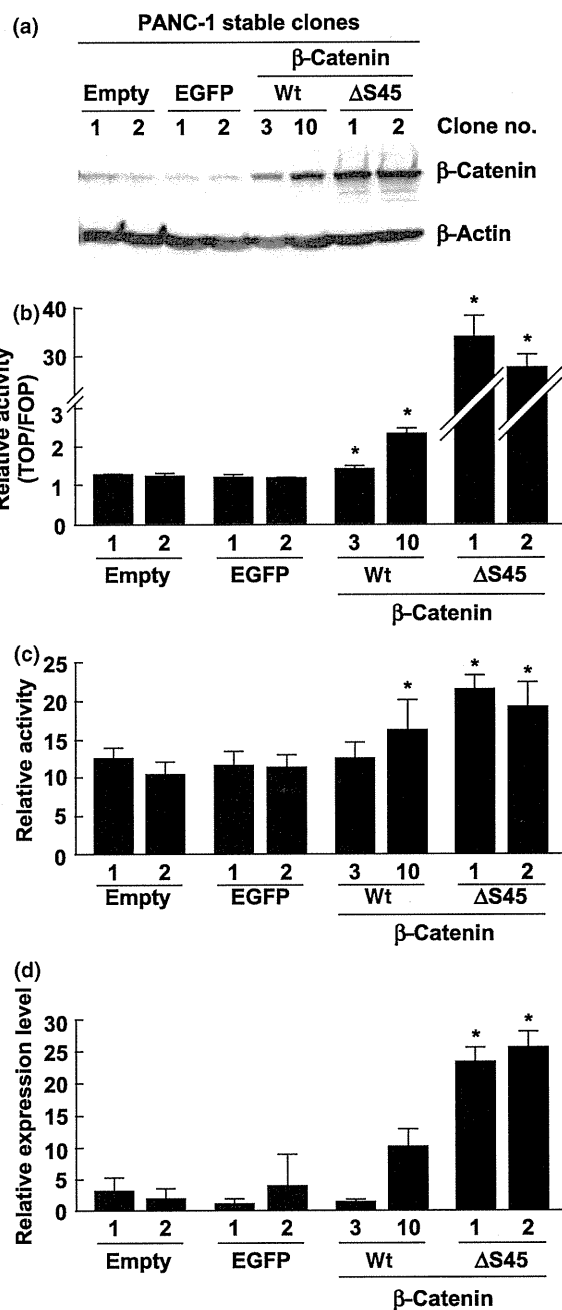 (a)
PANC-1 stable clones
β-Catenin
Empty EGFP Wt ΔS45
1 2 1 2 3 10 1 2 Clone no.
β-Catenin
β-Actin
(b)
Relative activity
(TOP/FOP)
40
30
3
2
1
0
* * * *
1 2 1 2 3 10 1 2
Empty EGFP Wt ΔS45
β-Catenin
(c)
Relative activity
25
20
15
10
5
0
* * *
1 2 1 2 3 10 1 2
Empty EGFP Wt ΔS45
β-Catenin
(d)
Relative expression level
30
25
20
15
10
5
0
* *
1 2 1 2 3 10 1 2
Empty EGFP Wt ΔS45
β-Catenin